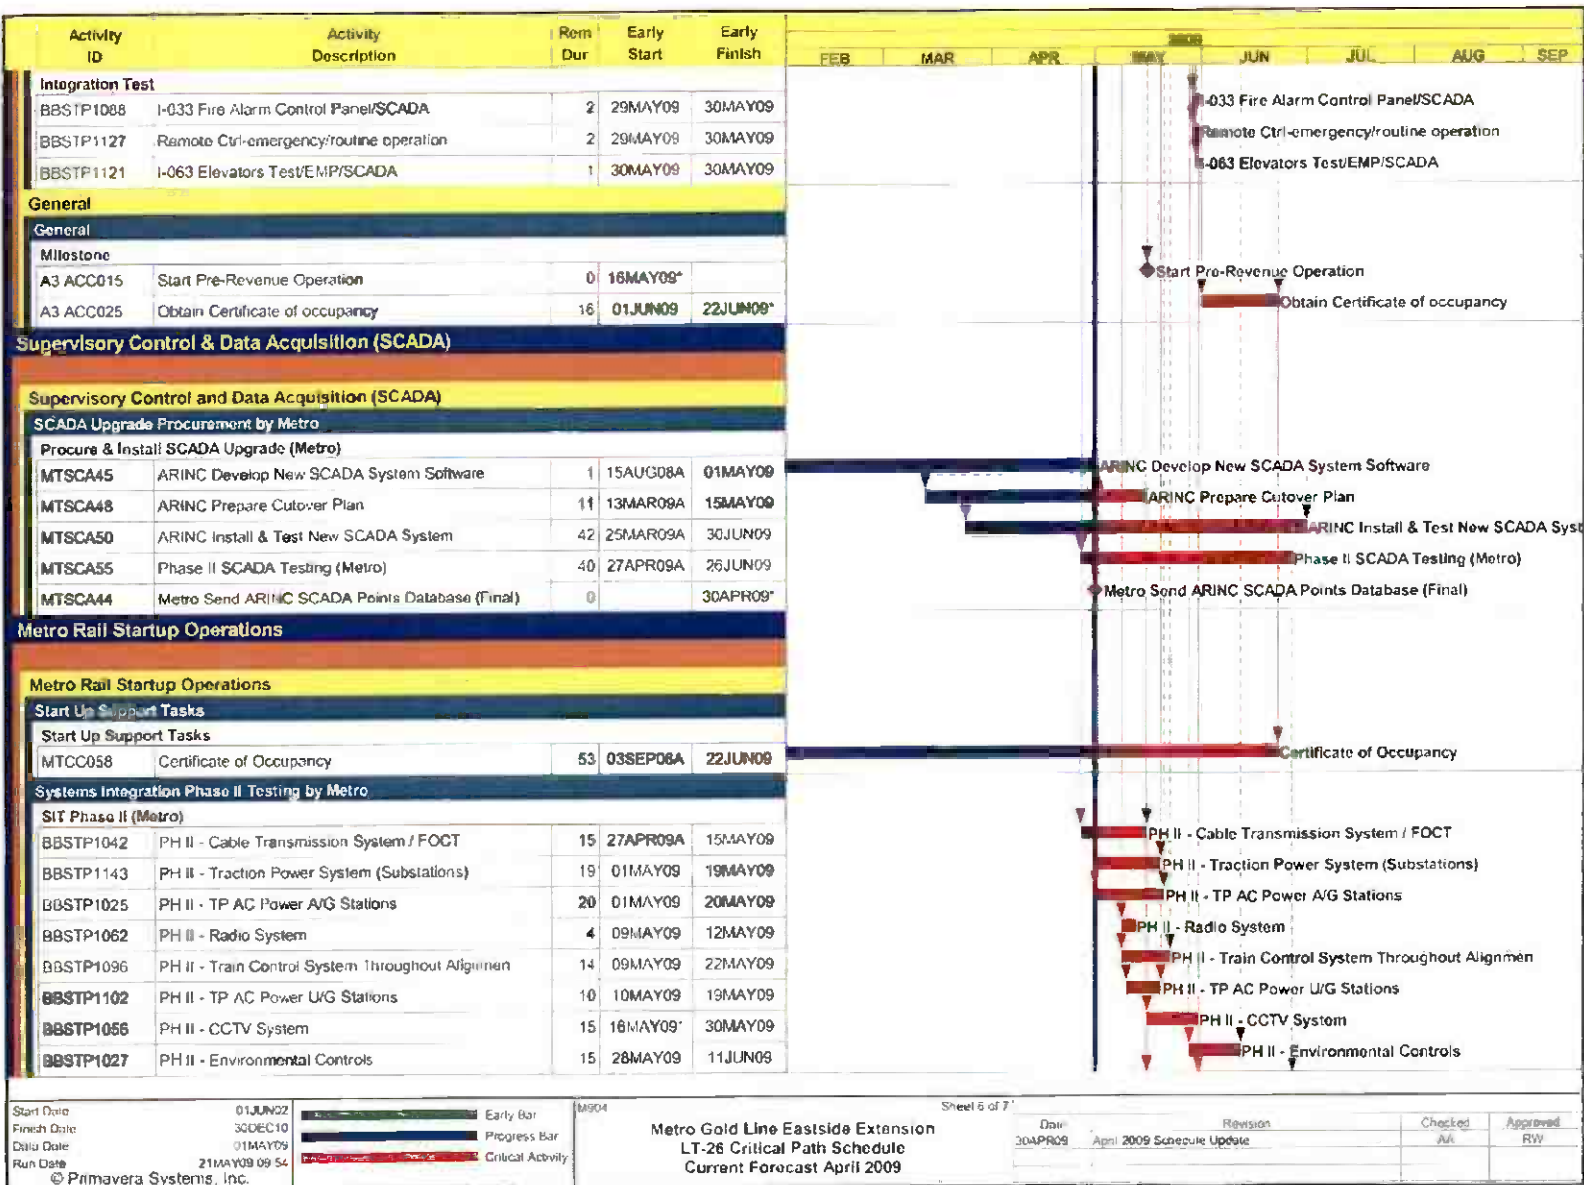 Activity ID Activity Description Rem Dur Early Start Early Finish
FEB MAR APR MAY JUN JUL AUG SEP
Integration Test
BBSTP1088 I-033 Fire Alarm Control Panel/SCADA 2 29MAY09 30MAY09 I-033 Fire Alarm Control Panel/SCADA
BBSTP1127 Remote Ctrl-emergency/routine operation 2 29MAY09 30MAY09 Remote Ctrl-emergency/routine operation
BBSTP1121 I-063 Elevators Test/EMP/SCADA 1 30MAY09 30MAY09 I-063 Elevators Test/EMP/SCADA
General
General
Milestone
A3 ACC015 Start Pre-Revenue Operation 0 16MAY09* Start Pre-Revenue Operation
A3 ACC025 Obtain Certificate of occupancy 16 01JUN09 22JUN09* Obtain Certificate of occupancy
Supervisory Control & Data Acquisition (SCADA)
Supervisory Control and Data Acquisition (SCADA)
SCADA Upgrade Procurement by Metro
Procure & Install SCADA Upgrade (Metro)
MTSCA45 ARINC Develop New SCADA System Software 1 15AUG08A 01MAY09 ARINC Develop New SCADA System Software
MTSCA48 ARINC Prepare Cutover Plan 11 13MAR09A 15MAY09 ARINC Prepare Cutover Plan
MTSCA50 ARINC Install & Test New SCADA System 42 25MAR09A 30JUN09 ARINC Install & Test New SCADA Syst
MTSCA55 Phase II SCADA Testing (Metro) 40 27APR09A 26JUN09 Phase II SCADA Testing (Metro)
MTSCA44 Metro Send ARINC SCADA Points Database (Final) 0 30APR09* Metro Send ARINC SCADA Points Database (Final)
Metro Rail Startup Operations
Metro Rail Startup Operations
Start Up Support Tasks
Start Up Support Tasks
MTCC058 Certificate of Occupancy 53 03SEP08A 22JUN09 Certificate of Occupancy
Systems Integration Phase II Testing by Metro
SIT Phase II (Metro)
BBSTP1042 PH II - Cable Transmission System / FOCT 15 27APR09A 15MAY09 PH II - Cable Transmission System / FOCT
BBSTP1143 PH II - Traction Power System (Substations) 19 01MAY09 19MAY09 PH II - Traction Power System (Substations)
BBSTP1025 PH II - TP AC Power A/G Stations 20 01MAY09 20MAY09 PH II - TP AC Power A/G Stations
BBSTP1062 PH II - Radio System 4 09MAY09 12MAY09 PH II - Radio System
BBSTP1096 PH II - Train Control System Throughout Alignmen 14 09MAY09 22MAY09 PH II - Train Control System Throughout Alignmen
BBSTP1102 PH II - TP AC Power U/G Stations 10 10MAY09 19MAY09 PH II - TP AC Power U/G Stations
BBSTP1056 PH II - CCTV System 15 16MAY09* 30MAY09 PH II - CCTV System
BBSTP1027 PH II - Environmental Controls 15 28MAY09 11JUN09 PH II - Environmental Controls
Start Date 01JUN02
Finish Date 30DEC10
Data Date 01MAY09
Run Date 21MAY09 09:54
© Primavera Systems, Inc.
Early Bar
Progress Bar
Critical Activity
M904
Sheet 6 of 7
Metro Gold Line Eastside Extension
LT-26 Critical Path Schedule
Current Forecast April 2009
Date Revision Checked Approved
30APR09 April 2009 Schedule Update AA RW